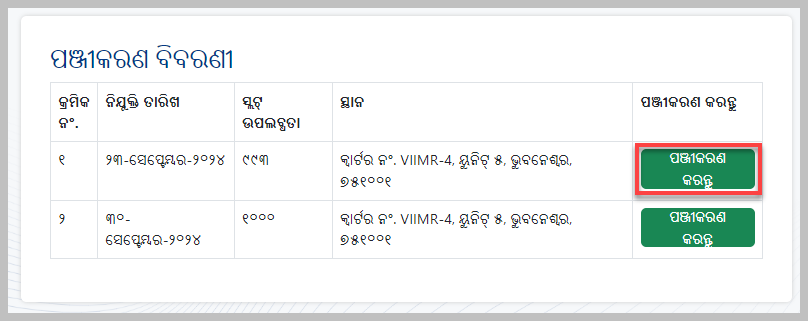 ପଞ୍ଜୀକରଣ ବିବରଣୀ
କ୍ରମିକ ନିଯୁକ୍ତି ତାରିଖ ସ୍ଲଟ୍ ସ୍ଥାନ ପଞ୍ଜୀକରଣ କରନ୍ତୁ
ନଂ. ଉପଲବ୍ଧତା
୧ ୨୩-ସେପ୍ଟେମ୍ବର-୨୦୨୪ ୯୯୩ କ୍ୱାର୍ଟର ନଂ. VIIMR-4, ୟୁନିଟ୍ ୫, ଭୁବନେଶ୍ୱର, ପଞ୍ଜୀକରଣ
୭୫୧୦୦୧ କରନ୍ତୁ
୨ ୩୦- ୧୦୦୦ କ୍ୱାର୍ଟର ନଂ. VIIMR-4, ୟୁନିଟ୍ ୫, ଭୁବନେଶ୍ୱର, ପଞ୍ଜୀକରଣ
ସେପ୍ଟେମ୍ବର-୨୦୨୪ ୭୫୧୦୦୧ କରନ୍ତୁ